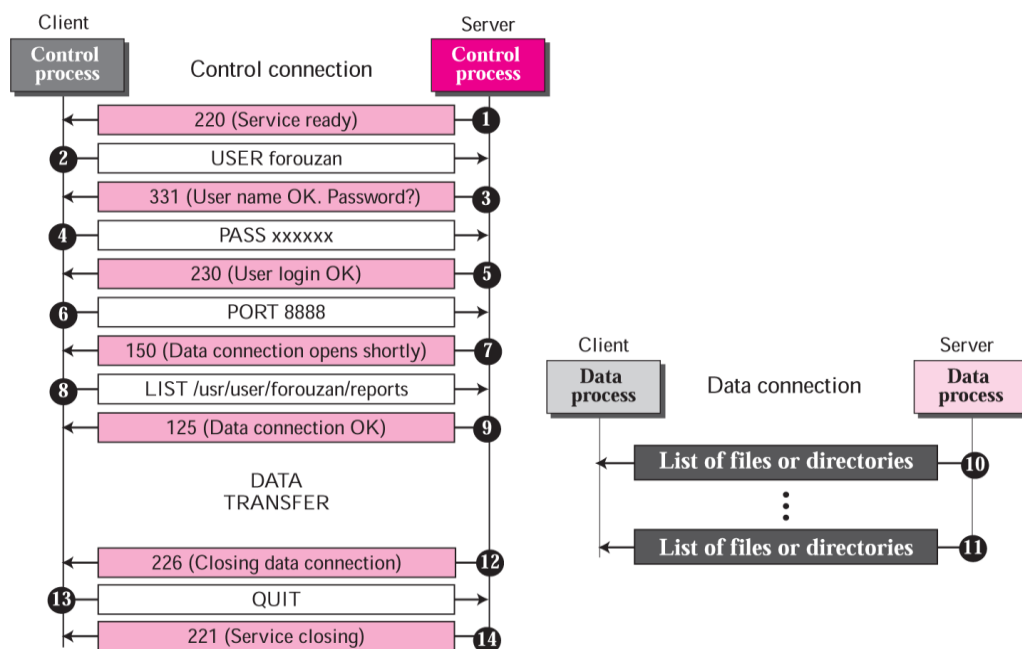 Client
Server
Control
process
Control connection
Control
process
220 (Service ready)
1
2
USER forouzan
331 (User name OK. Password?)
3
4
PASS xxxxxx
230 (User login OK)
5
6
PORT 8888
150 (Data connection opens shortly)
7
8
LIST /usr/user/forouzan/reports
125 (Data connection OK)
9
DATA
TRANSFER
226 (Closing data connection)
12
13
QUIT
221 (Service closing)
14
Client
Server
Data
process
Data connection
Data
process
List of files or directories
10
List of files or directories
11